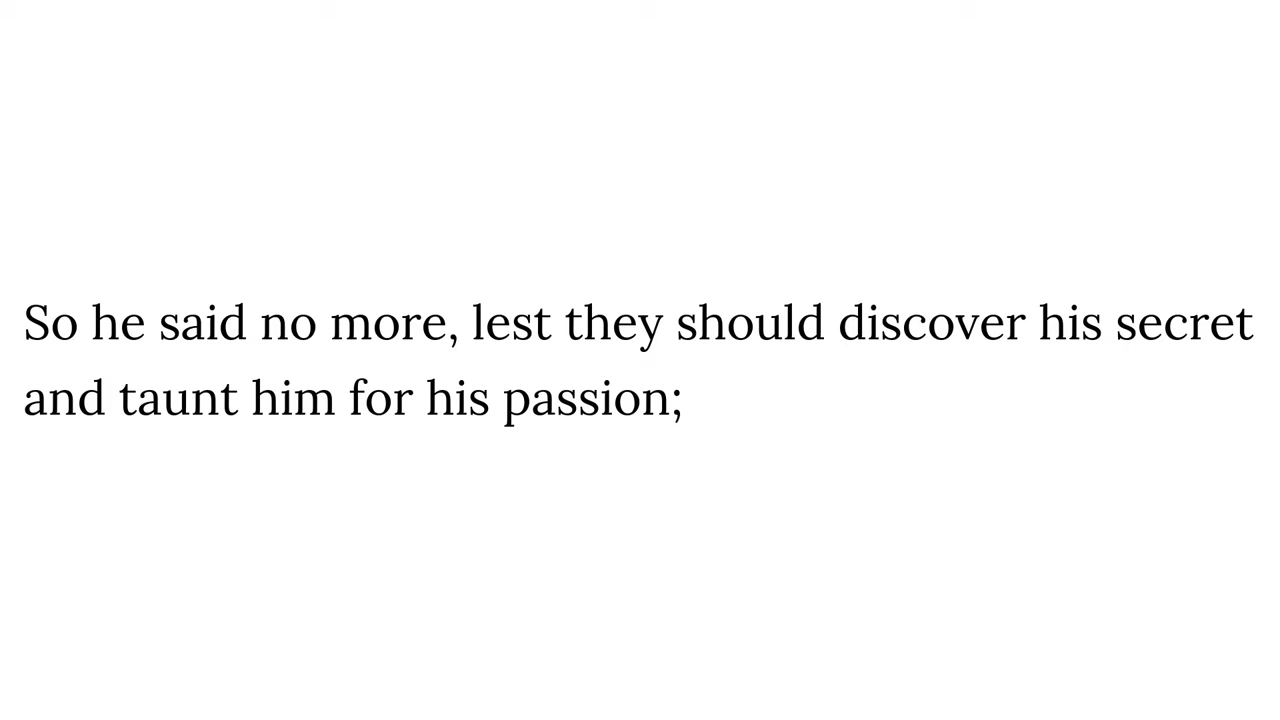 So he said no more, lest they should discover his secret
and taunt him for his passion;